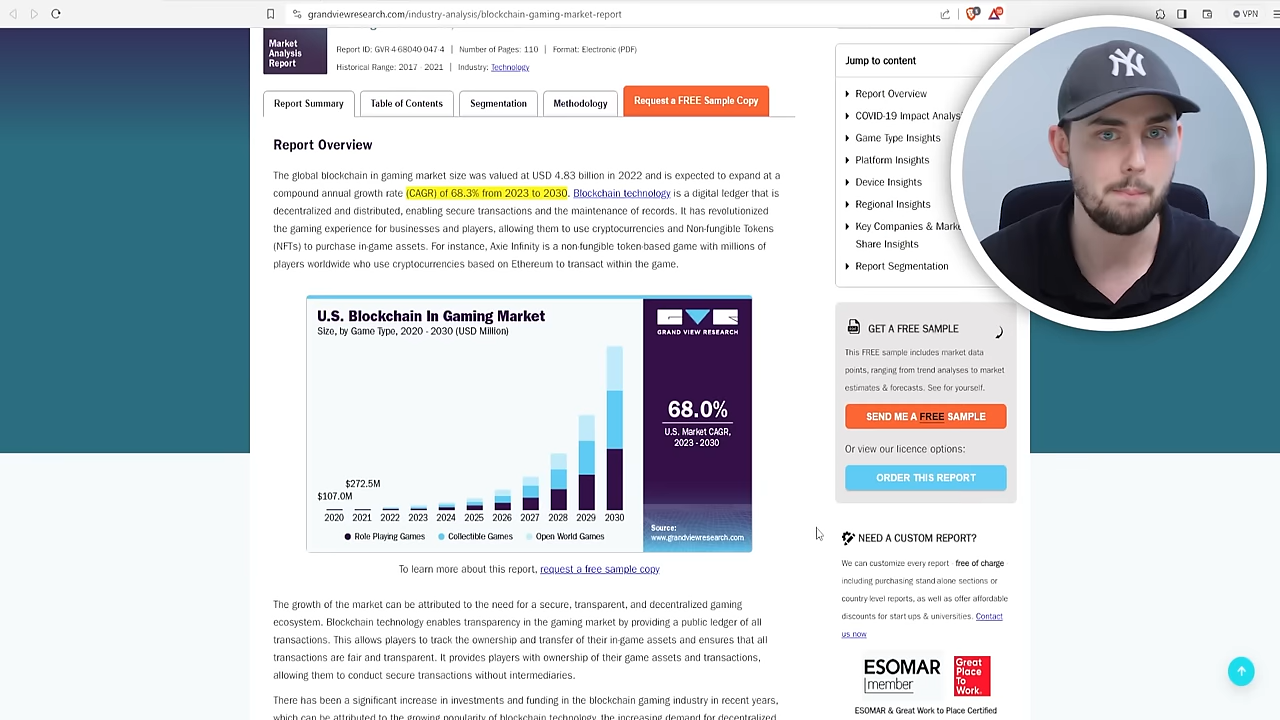 grandviewresearch.com/industry-analysis/blockchain-gaming-market-report
VPN
Market
Analysis
Report
Report ID: GVR-4-68040-047-4 | Number of Pages: 110 | Format: Electronic (PDF)
Historical Range: 2017 - 2021 | Industry: Technology
Report Summary
Table of Contents
Segmentation
Methodology
Request a FREE Sample Copy
Report Overview
The global blockchain in gaming market size was valued at USD 4.83 billion in 2022 and is expected to expand at a
compound annual growth rate (CAGR) of 68.3% from 2023 to 2030. Blockchain technology is a digital ledger that is
decentralized and distributed, enabling secure transactions and the maintenance of records. It has revolutionized
the gaming experience for businesses and players, allowing them to use cryptocurrencies and Non-fungible Tokens
(NFTs) to purchase in-game assets. For instance, Axie Infinity is a non-fungible token-based game with millions of
players worldwide who use cryptocurrencies based on Ethereum to transact within the game.
U.S. Blockchain In Gaming Market
Size, by Game Type, 2020 - 2030 (USD Million)
$272.5M
$107.0M
2020 2021 2022 2023 2024 2025 2026 2027 2028 2029 2030
Role Playing Games Collectible Games Open World Games
GRAND VIEW RESEARCH
68.0%
U.S. Market CAGR,
2023 - 2030
Source:
www.grandviewresearch.com
To learn more about this report, request a free sample copy
The growth of the market can be attributed to the need for a secure, transparent, and decentralized gaming
ecosystem. Blockchain technology enables transparency in the gaming market by providing a public ledger of all
transactions. This allows players to track the ownership and transfer of their in-game assets and ensures that all
transactions are fair and transparent. It provides players with ownership of their game assets and transactions,
allowing them to conduct secure transactions without intermediaries.
There has been a significant increase in investments and funding in the blockchain gaming industry in recent years,
which can be attributed to the growing popularity of blockchain technology, the increasing demand for decentralized
Jump to content
Report Overview
COVID-19 Impact Analys
Game Type Insights
Platform Insights
Device Insights
Regional Insights
Key Companies & Marke
Share Insights
Report Segmentation
GET A FREE SAMPLE
This FREE sample includes market data
points, ranging from trend analyses to market
estimates & forecasts. See for yourself.
SEND ME A FREE SAMPLE
Or view our licence options:
ORDER THIS REPORT
NEED A CUSTOM REPORT?
We can customize every report - free of charge -
including purchasing stand-alone sections or
country-level reports, as well as offer affordable
discounts for start-ups & universities. Contact
us now
ESOMAR
member
Great
Place
To
Work.
ESOMAR & Great Work to Place Certified
NY